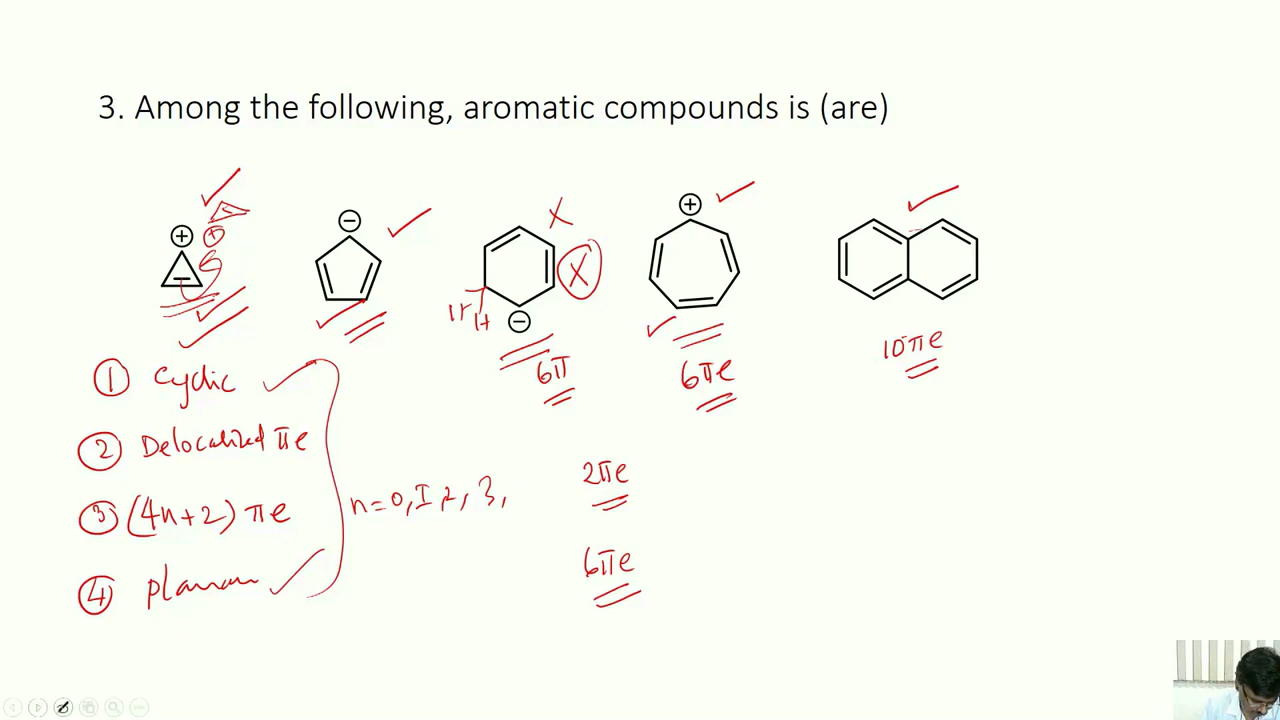 3. Among the following, aromatic compounds is (are)
⊕ ⊕ ⊖ X X ⊕
H H ⊖
6π 6πe 10πe
① Cyclic
② Delocalized πe
③ (4n+2) πe n=0, 1, 2, 3,
④ planar
2πe
6πe